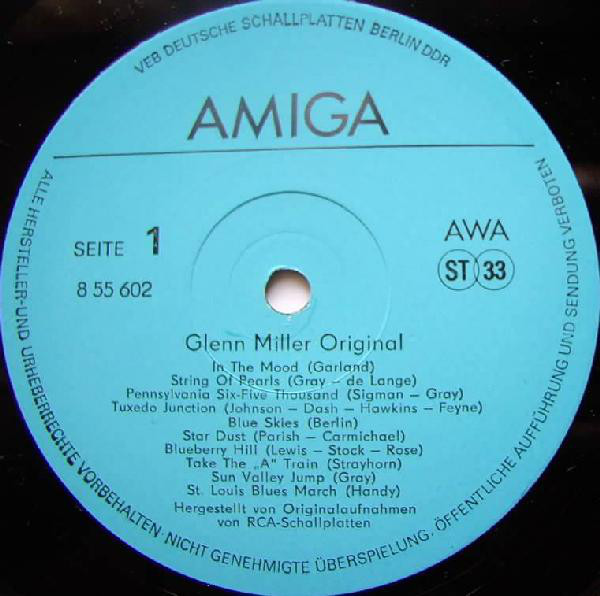 VEB DEUTSCHE SCHALLPLATTEN BERLIN DDR
AMIGA
SEITE 1
8 55 602
AWA
ST 33
Glenn Miller Original
In The Mood (Garland)
String Of Pearls (Gray – de Lange)
Pennsylvania Six-Five Thousand (Sigman – Gray)
Tuxedo Junction (Johnson – Dash – Hawkins – Feyne)
Blue Skies (Berlin)
Star Dust (Parish – Carmichael)
Blueberry Hill (Lewis – Stock – Rose)
Take The „A" Train (Strayhorn)
Sun Valley Jump (Gray)
St. Louis Blues March (Handy)
Hergestellt von Originalaufnahmen
von RCA-Schallplatten
ALLE HERSTELLER-UND URHEBERRECHTE VORBEHALTEN · NICHT GENEHMIGTE ÜBERSPIELUNG, ÖFFENTLICHE AUFFÜHRUNG UND SENDUNG VERBOTEN